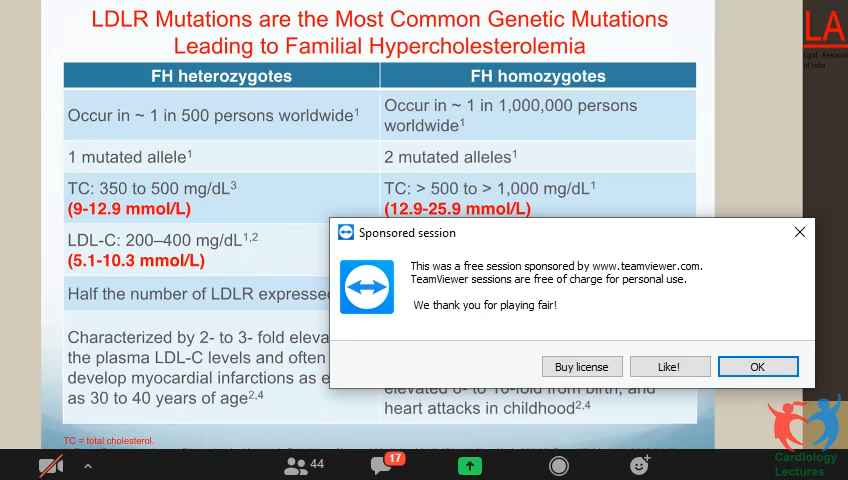 LDLR Mutations are the Most Common Genetic Mutations
Leading to Familial Hypercholesterolemia
LA
Lipid Associa
of India
FH heterozygotes
FH homozygotes
Occur in ~ 1 in 500 persons worldwide1
Occur in ~ 1 in 1,000,000 persons
worldwide1
1 mutated allele1
2 mutated alleles1
TC: 350 to 500 mg/dL3
(9-12.9 mmol/L)
TC: > 500 to > 1,000 mg/dL1
(12.9-25.9 mmol/L)
LDL-C: 200–400 mg/dL1,2
(5.1-10.3 mmol/L)
Half the number of LDLR expressed
Characterized by 2- to 3- fold eleva
the plasma LDL-C levels and often
develop myocardial infarctions as e
as 30 to 40 years of age2,4
elevated 6- to 10-fold from birth, and
heart attacks in childhood2,4
Sponsored session
This was a free session sponsored by www.teamviewer.com.
TeamViewer sessions are free of charge for personal use.
We thank you for playing fair!
Buy license
Like!
OK
TC = total cholesterol.
44
17
Cardiology
Lectures